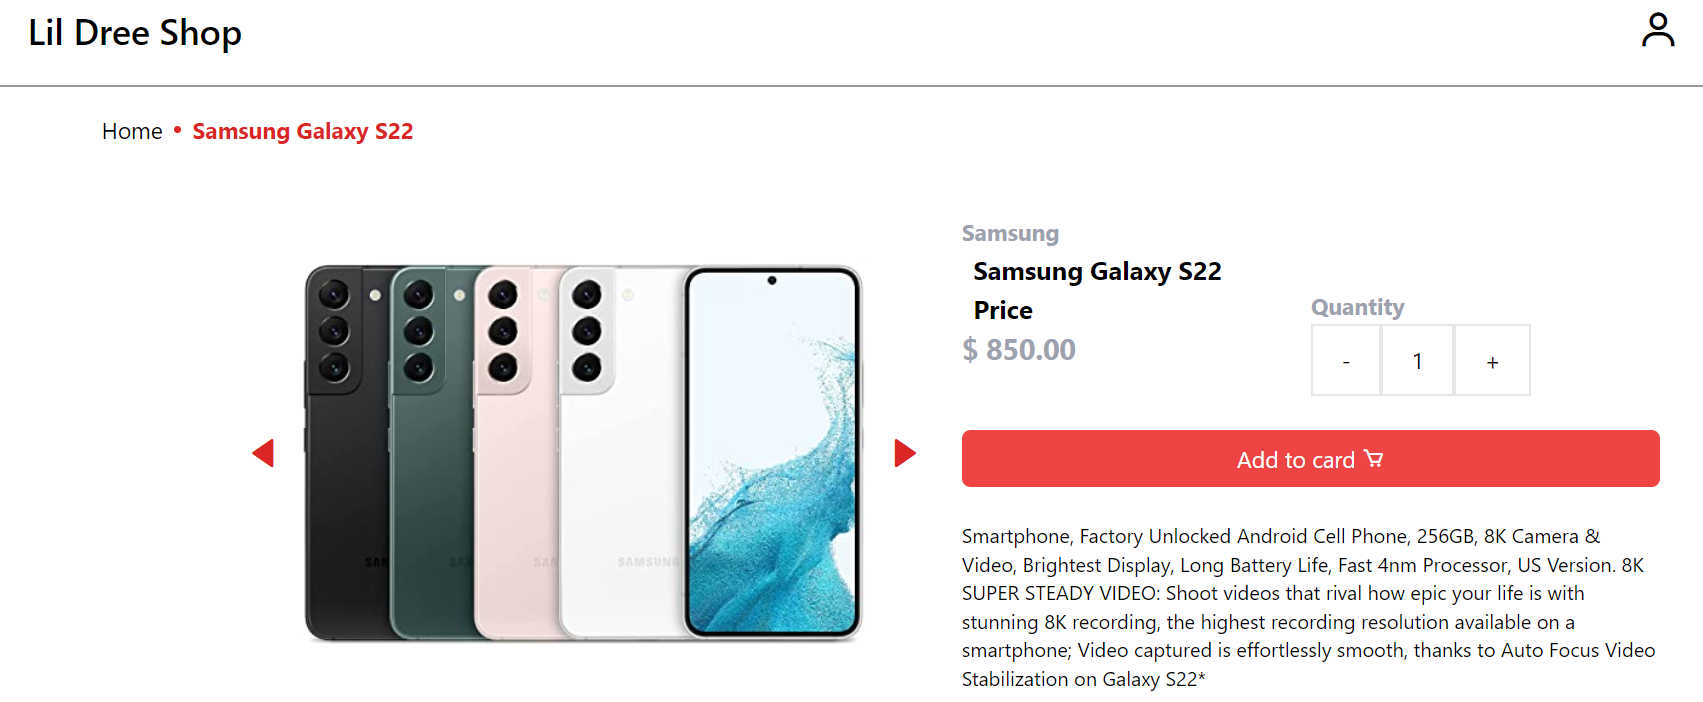 Lil Dree Shop
Home • Samsung Galaxy S22
Samsung
Samsung Galaxy S22
Price
Quantity
$ 850.00
- 1 +
Add to card
Smartphone, Factory Unlocked Android Cell Phone, 256GB, 8K Camera &
Video, Brightest Display, Long Battery Life, Fast 4nm Processor, US Version. 8K
SUPER STEADY VIDEO: Shoot videos that rival how epic your life is with
stunning 8K recording, the highest recording resolution available on a
smartphone; Video captured is effortlessly smooth, thanks to Auto Focus Video
Stabilization on Galaxy S22*
SAM
SAM
SAM
SAMSUNG